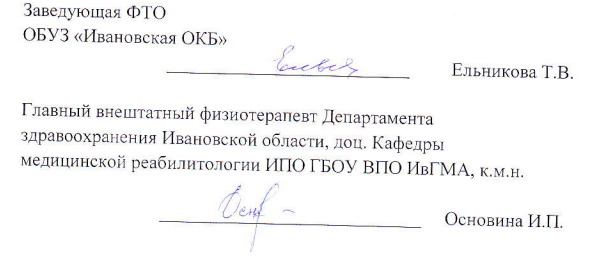 Заведующая ФТО
ОБУЗ «Ивановская ОКБ»
Ельникова Т.В.
Главный внештатный физиотерапевт Департамента
здравоохранения Ивановской области, доц. Кафедры
медицинской реабилитологии ИПО ГБОУ ВПО ИвГМА, к.м.н.
Основина И.П.